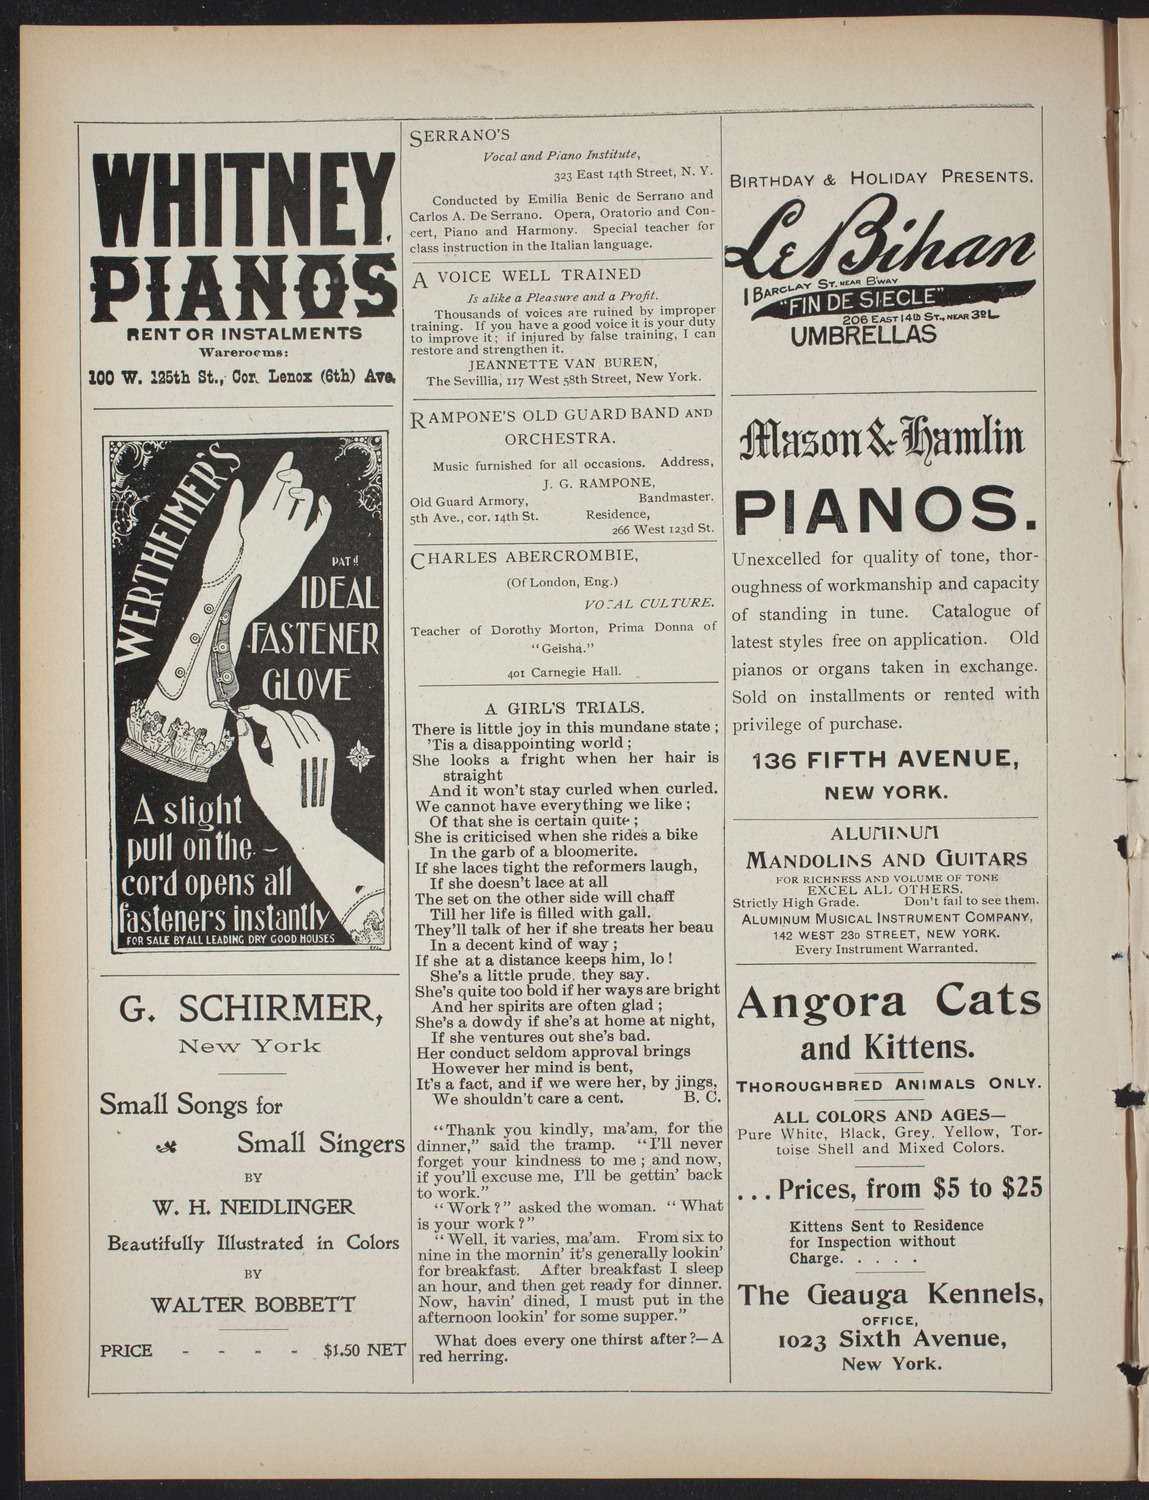 WHITNEY
PIANOS
RENT OR INSTALMENTS
Warerooms:
100 W. 125th St., Cor. Lenox (6th) Ave.
WERTHEIMER'S
PAT'd
IDEAL
FASTENER
GLOVE
A slight
pull on the -
cord opens all
fasteners instantly
FOR SALE BY ALL LEADING DRY GOOD HOUSES
G. SCHIRMER,
New York
Small Songs for
Small Singers
BY
W. H. NEIDLINGER
Beautifully Illustrated in Colors
BY
WALTER BOBBETT
PRICE - - - - $1.50 NET
SERRANO'S
Vocal and Piano Institute,
323 East 14th Street, N. Y.
Conducted by Emilia Benic de Serrano and
Carlos A. De Serrano. Opera, Oratorio and Con-
cert, Piano and Harmony. Special teacher for
class instruction in the Italian language.
A VOICE WELL TRAINED
Is alike a Pleasure and a Profit.
Thousands of voices are ruined by improper
training. If you have a good voice it is your duty
to improve it; if injured by false training, I can
restore and strengthen it.
JEANNETTE VAN BUREN,
The Sevillia, 117 West 58th Street, New York.
RAMPONE'S OLD GUARD BAND AND
ORCHESTRA.
Music furnished for all occasions. Address,
J. G. RAMPONE,
Old Guard Armory, Bandmaster.
5th Ave., cor. 14th St. Residence,
266 West 123d St.
CHARLES ABERCROMBIE,
(Of London, Eng.)
VOCAL CULTURE.
Teacher of Dorothy Morton, Prima Donna of
"Geisha."
401 Carnegie Hall.
A GIRL'S TRIALS.
There is little joy in this mundane state;
'Tis a disappointing world;
She looks a fright when her hair is
straight
And it won't stay curled when curled.
We cannot have everything we like;
Of that she is certain quite;
She is criticised when she rides a bike
In the garb of a bloomerite.
If she laces tight the reformers laugh,
If she doesn't lace at all
The set on the other side will chaff
Till her life is filled with gall.
They'll talk of her if she treats her beau
In a decent kind of way;
If she at a distance keeps him, lo!
She's a little prude, they say.
She's quite too bold if her ways are bright
And her spirits are often glad;
She's a dowdy if she's at home at night,
If she ventures out she's bad.
Her conduct seldom approval brings
However her mind is bent,
It's a fact, and if we were her, by jings,
We shouldn't care a cent. B. C.
"Thank you kindly, ma'am, for the
dinner," said the tramp. "I'll never
forget your kindness to me; and now,
if you'll excuse me, I'll be gettin' back
to work."
"Work?" asked the woman. "What
is your work?"
"Well, it varies, ma'am. From six to
nine in the mornin' it's generally lookin'
for breakfast. After breakfast I sleep
an hour, and then get ready for dinner.
Now, havin' dined, I must put in the
afternoon lookin' for some supper."
What does every one thirst after?—A
red herring.
BIRTHDAY & HOLIDAY PRESENTS.
Le Bihan
1 BARCLAY ST. NEAR B'WAY
"FIN DE SIECLE"
206 EAST 14th ST., NEAR 3D L
UMBRELLAS
Mason & Hamlin
PIANOS.
Unexcelled for quality of tone, thor-
oughness of workmanship and capacity
of standing in tune. Catalogue of
latest styles free on application. Old
pianos or organs taken in exchange.
Sold on installments or rented with
privilege of purchase.
136 FIFTH AVENUE,
NEW YORK.
ALUMINUM
MANDOLINS AND GUITARS
FOR RICHNESS AND VOLUME OF TONE
EXCEL ALL OTHERS.
Strictly High Grade. Don't fail to see them.
ALUMINUM MUSICAL INSTRUMENT COMPANY,
142 WEST 23D STREET, NEW YORK.
Every Instrument Warranted.
Angora Cats
and Kittens.
THOROUGHBRED ANIMALS ONLY.
ALL COLORS AND AGES—
Pure White, Black, Grey, Yellow, Tor-
toise Shell and Mixed Colors.
... Prices, from $5 to $25
Kittens Sent to Residence
for Inspection without
Charge. . . . .
The Geauga Kennels,
OFFICE,
1023 Sixth Avenue,
New York.